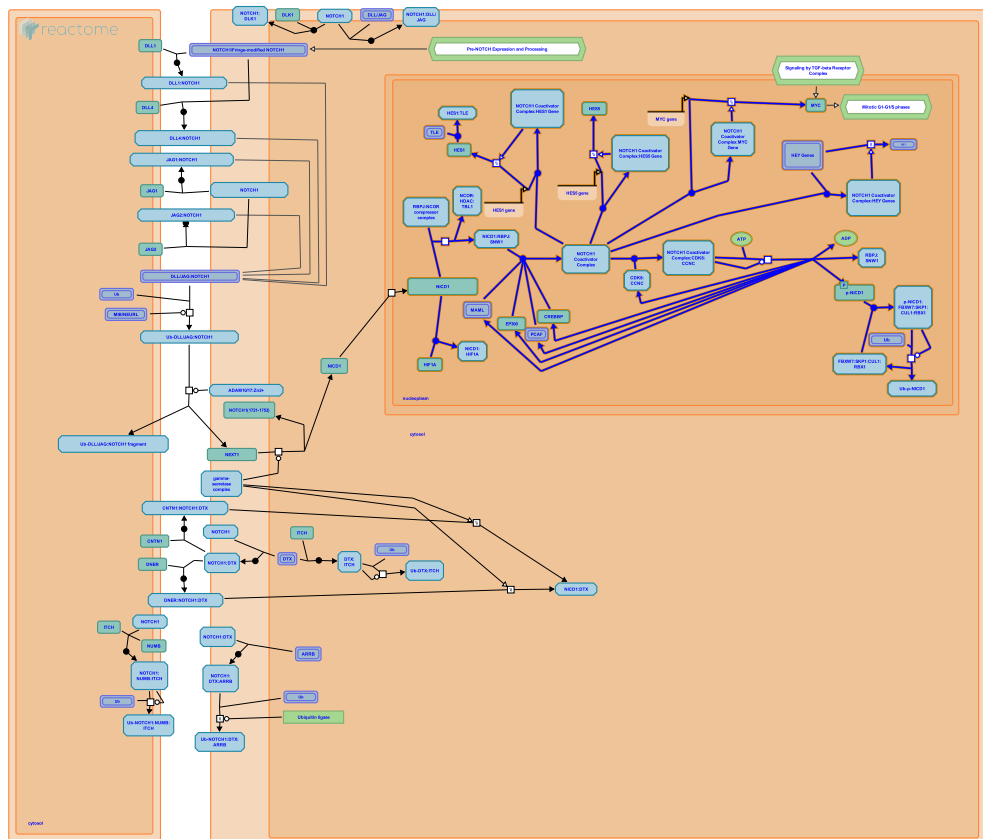 reactome
NOTCH1:
DLK1
DLK1
NOTCH1
DLL/JAG
NOTCH1:DLL/
JAG
DLL1
NOTCH1/Fringe-modified NOTCH1
Pre-NOTCH Expression and Processing
Signaling by TGF-beta Receptor
Complex
DLL1:NOTCH1
DLL4
DLL4:NOTCH1
JAG1:NOTCH1
JAG1
NOTCH1
JAG2:NOTCH1
JAG2
DLL/JAG:NOTCH1
Ub
MIB/NEURL
Ub-DLL/JAG:NOTCH1
ADAM10/17:Zn2+
NOTCH1(1721-1753)
Ub-DLL/JAG:NOTCH1 fragment
NEXT1
NICD1
gamma-
secretase
complex
HES1:TLE
TLE
HES1
NOTCH1 Coactivator
Complex:HES1 Gene
HES1 gene
HES5
NOTCH1 Coactivator
Complex:HES5 Gene
HES5 gene
MYC gene
NOTCH1
Coactivator
Complex:MYC
Gene
MYC
Mitotic G1-G1/S phases
HEY Genes
NOTCH1 Coactivator
Complex:HEY Genes
RBPJ:NCOR
corepressor
complex
NCOR:
HDAC:
TBL1
NICD1:RBPJ:
SNW1
NICD1
NOTCH1
Coactivator
Complex
NOTCH1 Coactivator
Complex:CDK8:
CCNC
CDK8:
CCNC
ATP
ADP
RBPJ:
SNW1
P
p-NICD1
MAML
EP300
PCAF
CREBBP
HIF1A
NICD1:
HIF1A
p-NICD1:
FBXW7:SKP1:
CUL1:RBX1
Ub
FBXW7:SKP1:CUL1:
RBX1
Ub-p-NICD1
nucleoplasm
cytosol
CNTN1:NOTCH1:DTX
CNTN1
NOTCH1
DNER
NOTCH1:DTX
DTX
ITCH
DTX:
ITCH
Ub
Ub-DTX:ITCH
DNER:NOTCH1:DTX
NICD1:DTX
ITCH
NOTCH1
NUMB
NOTCH1:
NUMB:ITCH
Ub
Ub-NOTCH1:NUMB:
ITCH
NOTCH1:DTX
ARRB
NOTCH1:
DTX:ARRB
Ub
Ubiquitin ligase
Ub-NOTCH1:DTX:
ARRB
cytosol